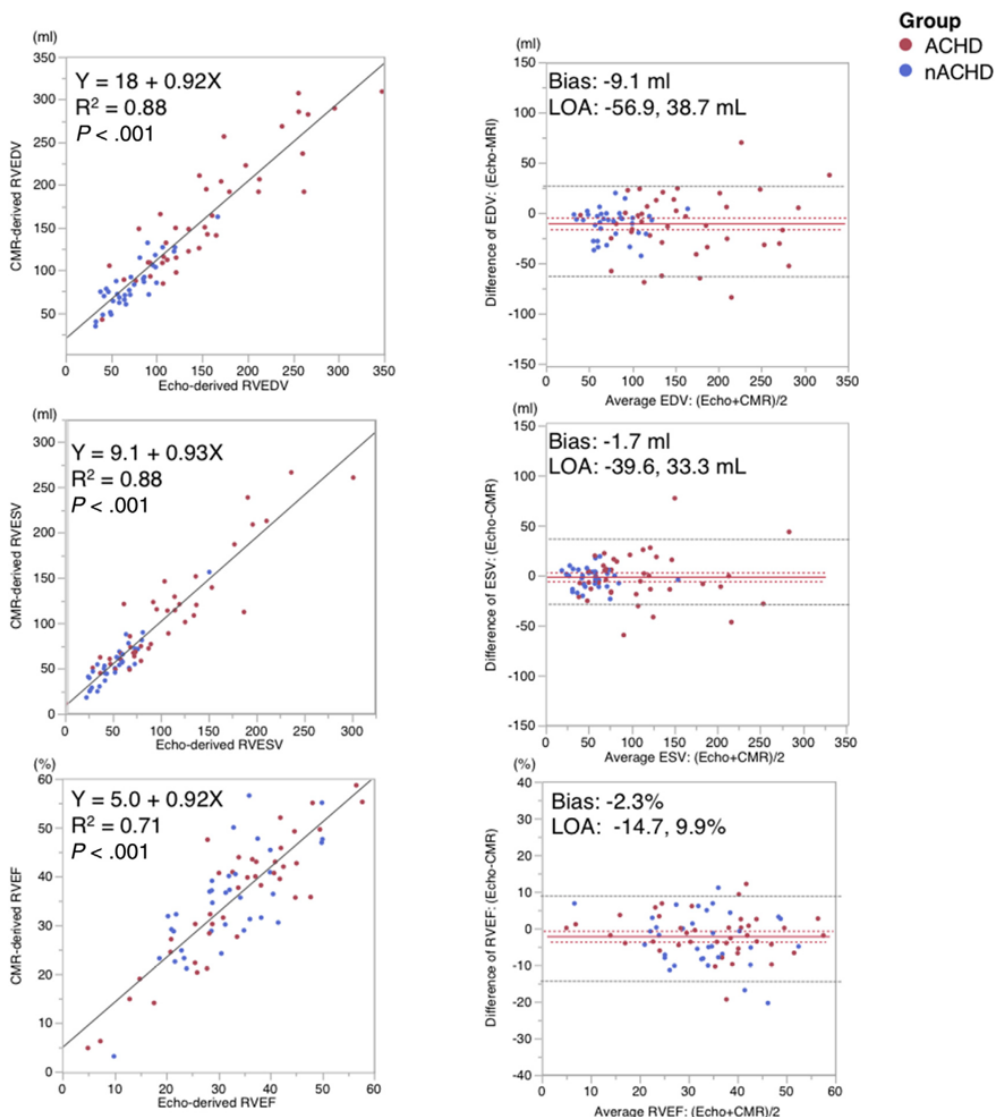 Group
ACHD
nACHD
(ml)
350
300
250
200
150
100
50
Y = 18 + 0.92X
R² = 0.88
P < .001
CMR-derived RVEDV
0 50 100 150 200 250 300 350
Echo-derived RVEDV
(ml)
150
100
50
0
-50
-100
-150
Bias: -9.1 ml
LOA: -56.9, 38.7 mL
Difference of EDV: (Echo-MRI)
0 50 100 150 200 250 300 350
Average EDV: (Echo+CMR)/2
(ml)
300
250
200
150
100
50
0
Y = 9.1 + 0.93X
R² = 0.88
P < .001
CMR-derived RVESV
0 50 100 150 200 250 300
Echo-derived RVESV
(ml)
150
100
50
0
-50
-100
-150
Bias: -1.7 ml
LOA: -39.6, 33.3 mL
Difference of ESV: (Echo-CMR)
0 50 100 150 200 250 300 350
Average ESV: (Echo+CMR)/2
(%)
60
50
40
30
20
10
0
Y = 5.0 + 0.92X
R² = 0.71
P < .001
CMR-derived RVEF
0 10 20 30 40 50 60
Echo-derived RVEF
(%)
40
30
20
10
0
-10
-20
-30
-40
Bias: -2.3%
LOA: -14.7, 9.9%
Difference of RVEF: (Echo-CMR)
0 10 20 30 40 50 60
Average RVEF: (Echo+CMR)/2